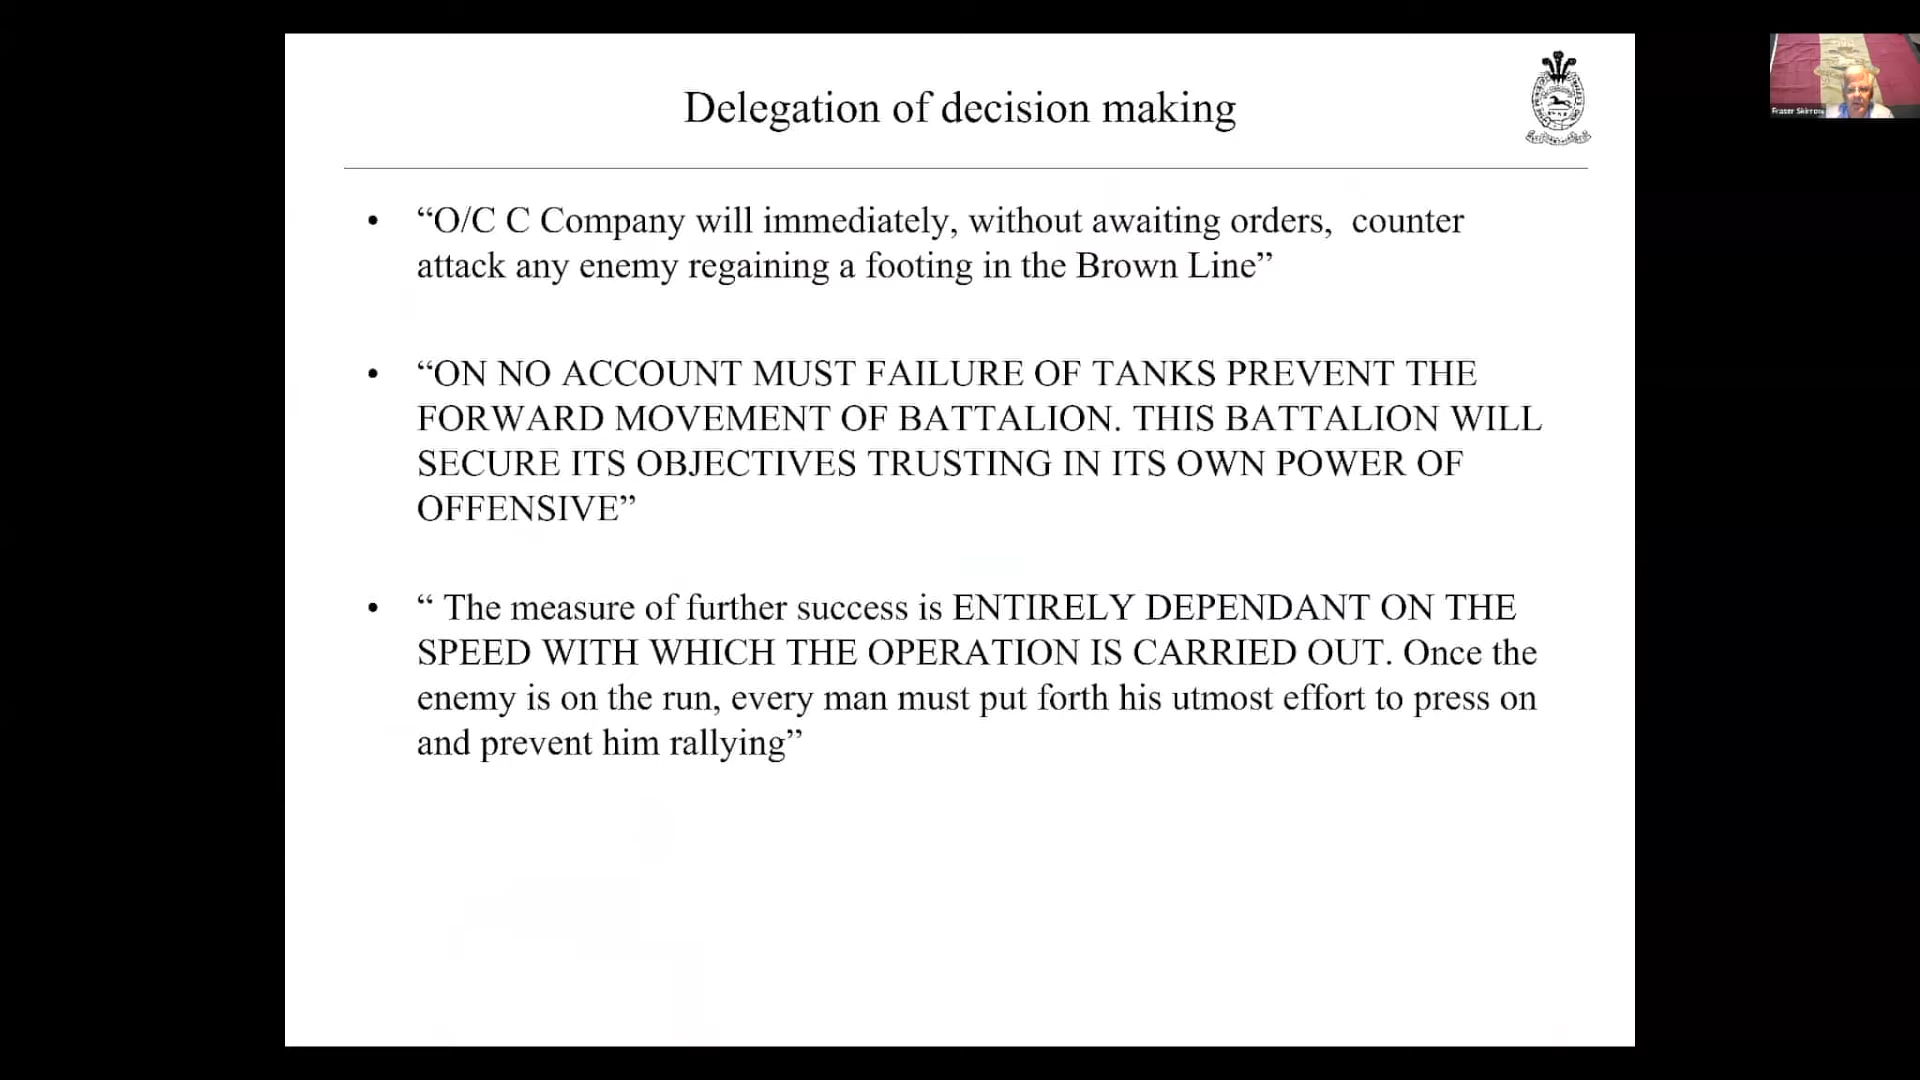 Delegation of decision making
Fraser Skirrow
• “O/C C Company will immediately, without awaiting orders,  counter
attack any enemy regaining a footing in the Brown Line”
• “ON NO ACCOUNT MUST FAILURE OF TANKS PREVENT THE
FORWARD MOVEMENT OF BATTALION. THIS BATTALION WILL
SECURE ITS OBJECTIVES TRUSTING IN ITS OWN POWER OF
OFFENSIVE”
• “ The measure of further success is ENTIRELY DEPENDANT ON THE
SPEED WITH WHICH THE OPERATION IS CARRIED OUT. Once the
enemy is on the run, every man must put forth his utmost effort to press on
and prevent him rallying”